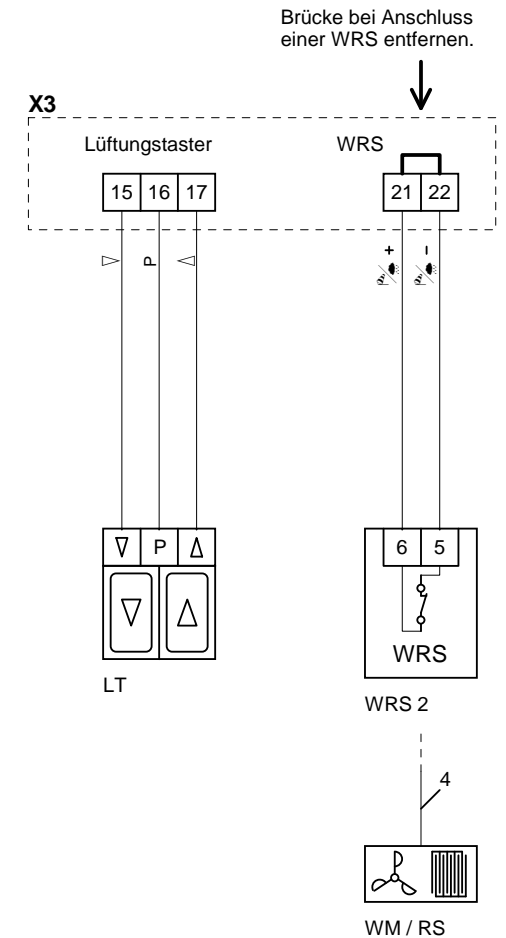 Brücke bei Anschluss
einer WRS entfernen.
X3
Lüftungstaster WRS
15 16 17 21 22
P + –
P 6 5
WRS
LT
WRS 2
4
WM / RS